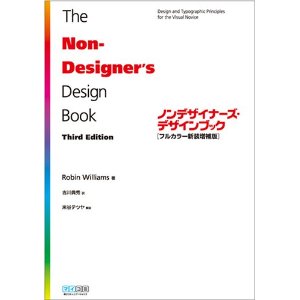 The
Design and Typographic Principles
for the Visual Novice
Non-
Designer's
Design
Book
Third Edition
ノンデザイナーズ・
デザインブック
[フルカラー新装増補版]
Robin Williams 著
吉川典秀 訳
米谷テツヤ